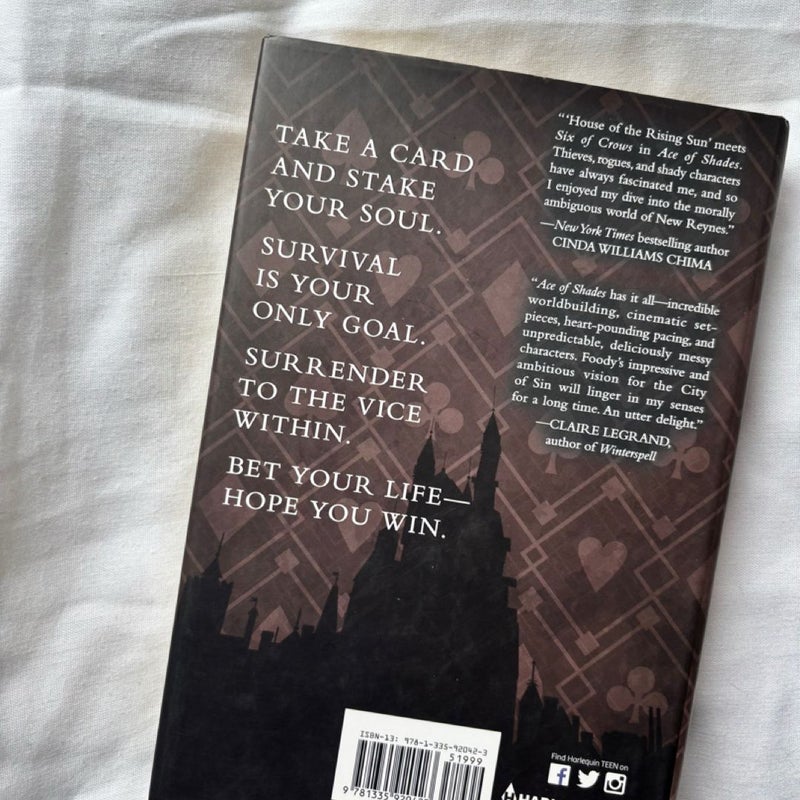 TAKE A CARD
AND STAKE
YOUR SOUL.
SURVIVAL
IS YOUR
ONLY GOAL.
SURRENDER
TO THE VICE
WITHIN.
BET YOUR LIFE—
HOPE YOU WIN.
“‘House of the Rising Sun’ meets
Six of Crows in Ace of Shades.
Thieves, rogues, and shady characters
have always fascinated me, and so
I enjoyed my dive into the morally
ambiguous world of New Reynes.”
—New York Times bestselling author
CINDA WILLIAMS CHIMA
“Ace of Shades has it all—incredible
worldbuilding, cinematic set-
pieces, heart-pounding pacing, and
unpredictable, deliciously messy
characters. Foody’s impressive and
ambitious vision for the City
of Sin will linger in my senses
for a long time. An utter delight.”
—CLAIRE LEGRAND,
author of Winterspell
ISBN-13: 978-1-335-92042-3
51999
Find Harlequin TEEN on